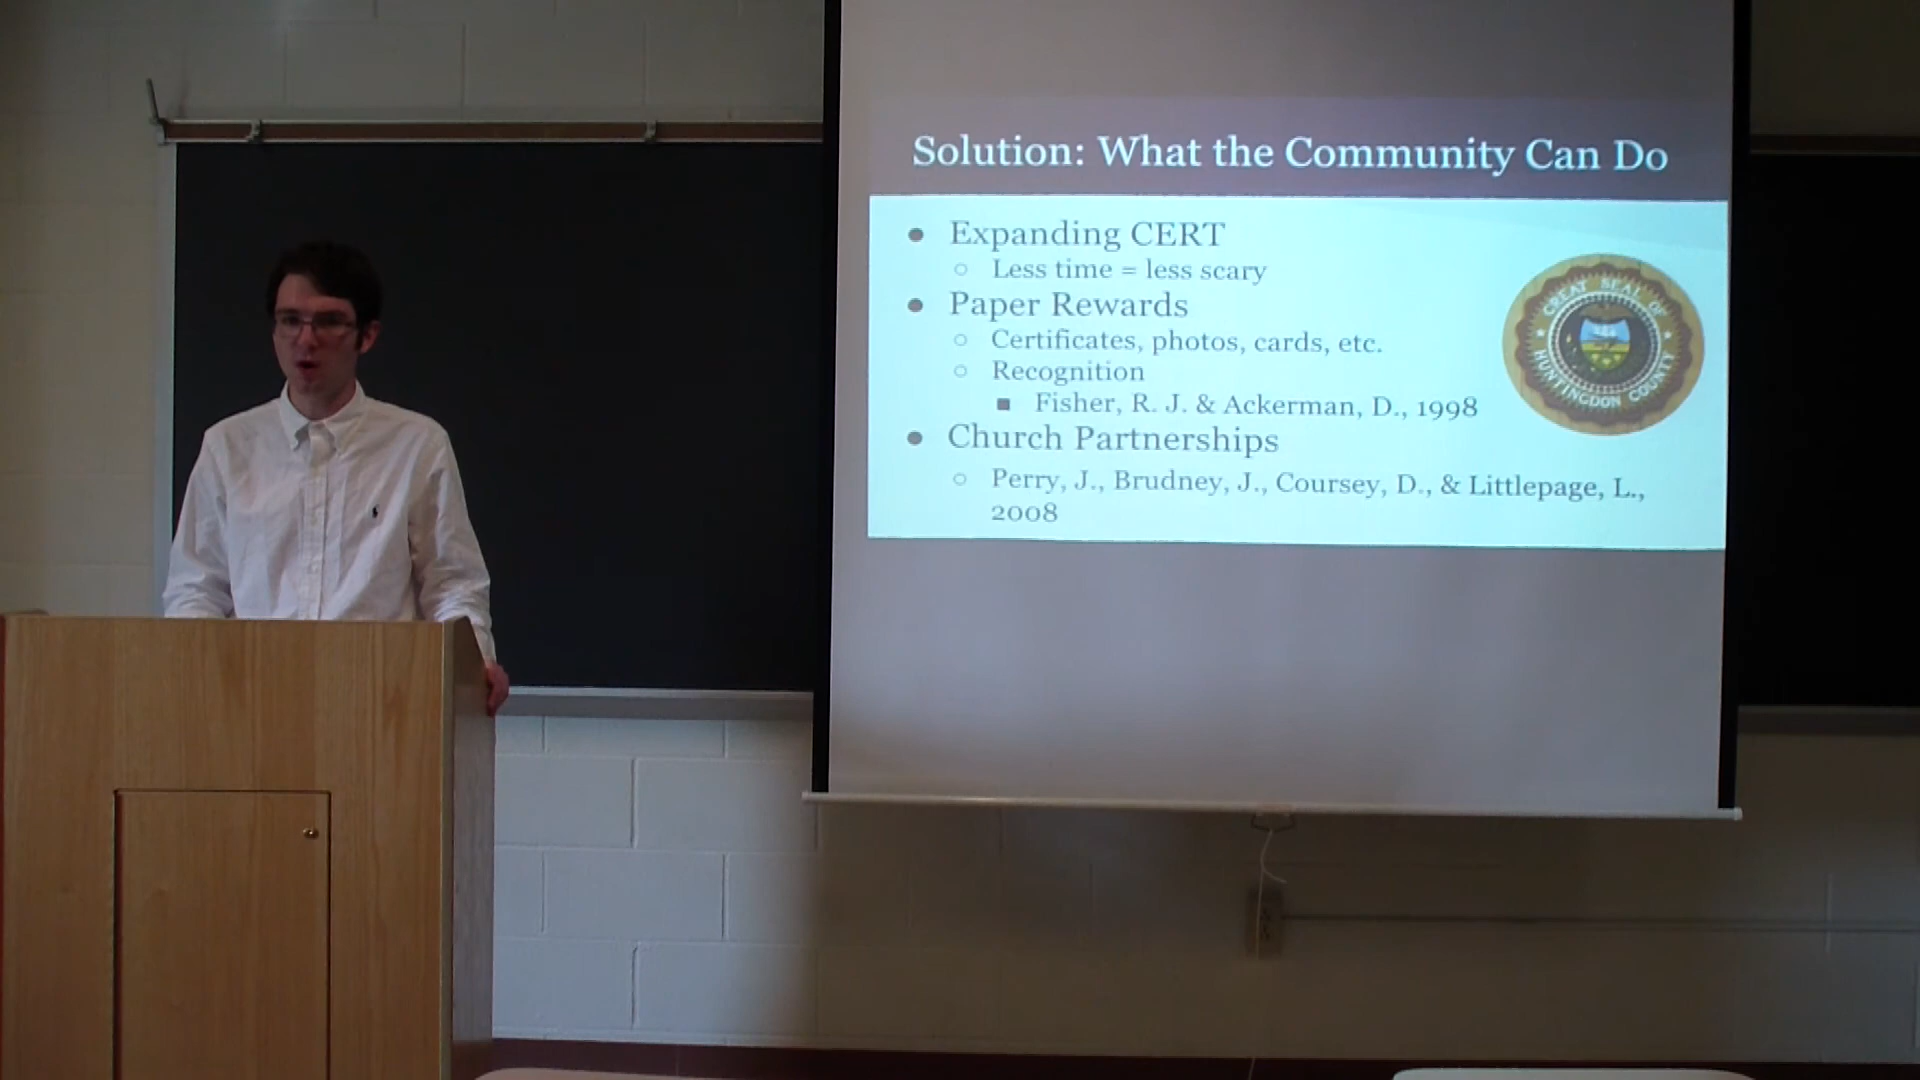 Solution: What the Community Can Do
● Expanding CERT
○ Less time = less scary
● Paper Rewards
○ Certificates, photos, cards, etc.
○ Recognition
■ Fisher, R. J. & Ackerman, D., 1998
● Church Partnerships
○ Perry, J., Brudney, J., Coursey, D., & Littlepage, L.,
2008
GREAT SEAL OF
HUNTINGDON COUNTY